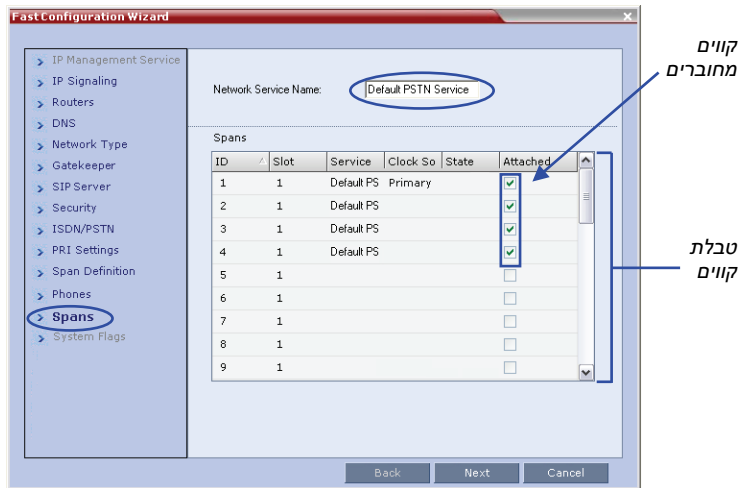 Fast Configuration Wizard
IP Management Service
IP Signaling
Routers
DNS
Network Type
Gatekeeper
SIP Server
Security
ISDN/PSTN
PRI Settings
Span Definition
Phones
Spans
System Flags
Network Service Name: Default PSTN Service
Spans
ID Slot Service Clock So State Attached
1 1 Default PS Primary
2 1 Default PS
3 1 Default PS
4 1 Default PS
5 1
6 1
7 1
8 1
9 1
Back Next Cancel
קווים
מחוברים
טבלת
קווים